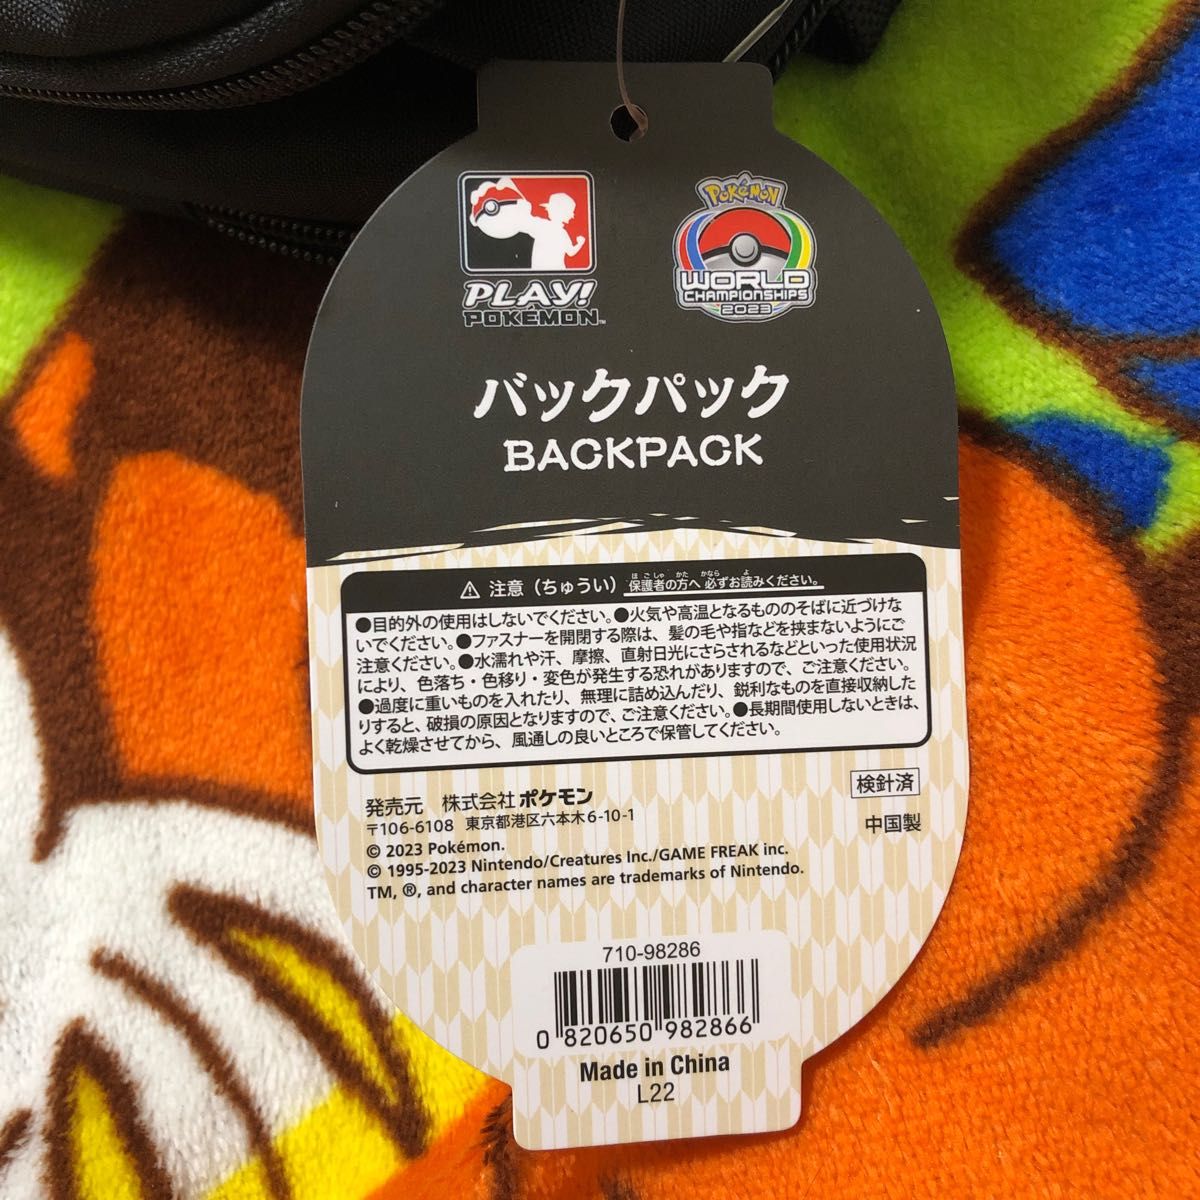 PLAY!
POKÉMON™
Pokémon
WORLD
CHAMPIONSHIPS
2023
バックパック
BACKPACK
⚠ 注意（ちゅうい）保護者の方へ 必ずお読みください。
ほごしゃ かた かなら よ
●目的外の使用はしないでください。●火気や高温となるもののそばに近づけな
いでください。●ファスナーを開閉する際は、髪の毛や指などを挟まないようにご
注意ください。●水濡れや汗、摩擦、直射日光にさらされるなどといった使用状況
により、色落ち・色移り・変色が発生する恐れがありますので、ご注意ください。
●過度に重いものを入れたり、無理に詰め込んだり、鋭利なものを直接収納した
りすると、破損の原因となりますので、ご注意ください。●長期間使用しないときは、
よく乾燥させてから、風通しの良いところで保管してください。
検針済
発売元 株式会社ポケモン
〒106-6108 東京都港区六本木6-10-1
中国製
© 2023 Pokémon.
© 1995-2023 Nintendo/Creatures Inc./GAME FREAK inc.
TM, ®, and character names are trademarks of Nintendo.
710-98286
0 820650 982866
Made in China
L22